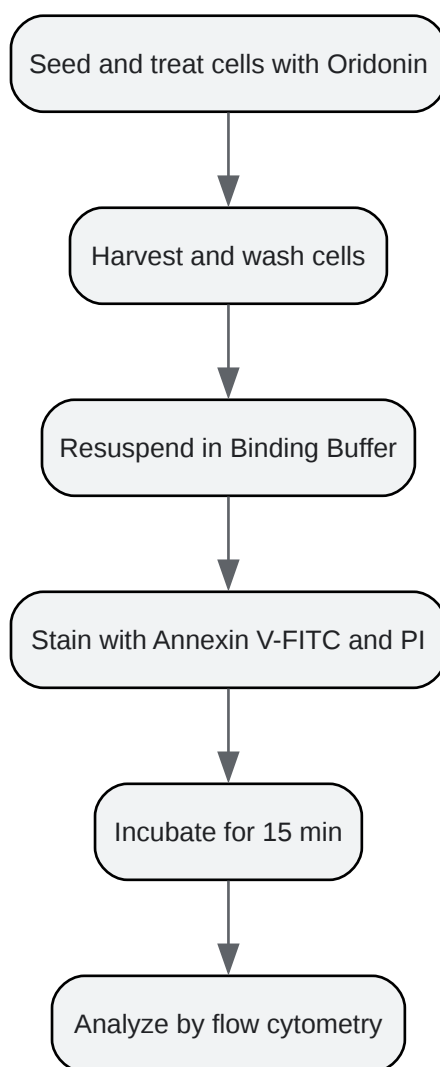 Seed and treat cells with Oridonin
Harvest and wash cells
Resuspend in Binding Buffer
Stain with Annexin V-FITC and PI
Incubate for 15 min
Analyze by flow cytometry